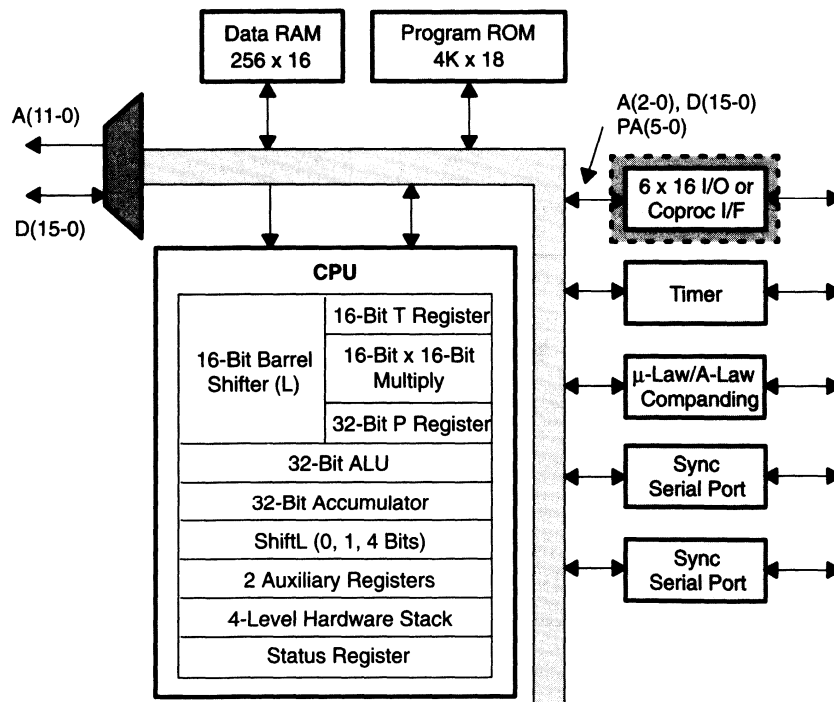 Data RAM
256 x 16
Program ROM
4K x 18
A(11-0)
D(15-0)
A(2-0), D(15-0)
PA(5-0)
6 x 16 I/O or
Coproc I/F
CPU
16-Bit T Register
16-Bit Barrel
Shifter (L)
16-Bit x 16-Bit
Multiply
32-Bit P Register
32-Bit ALU
32-Bit Accumulator
ShiftL (0, 1, 4 Bits)
2 Auxiliary Registers
4-Level Hardware Stack
Status Register
Timer
μ-Law/A-Law
Companding
Sync
Serial Port
Sync
Serial Port